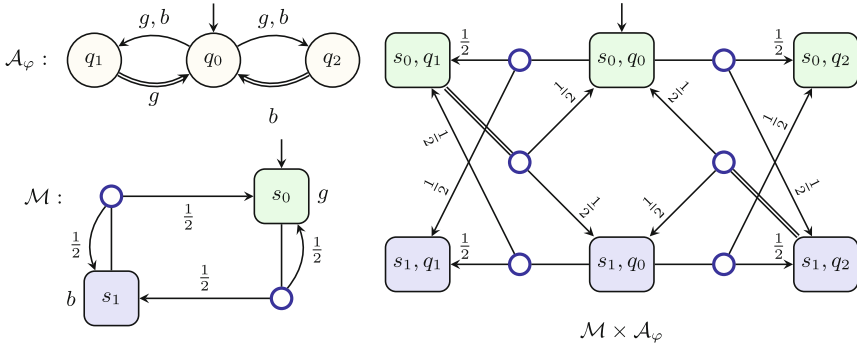 g, b g, b
𝒜_φ : q₁ q₀ q₂
g b
ℳ : s₀ g
½ ½ ½ ½
b s₁
s₀, q₁ ½ s₀, q₀ ½ s₀, q₂
½ ½ ½ ½
½ ½ ½ ½
s₁, q₁ ½ s₁, q₀ ½ s₁, q₂
ℳ × 𝒜_φ